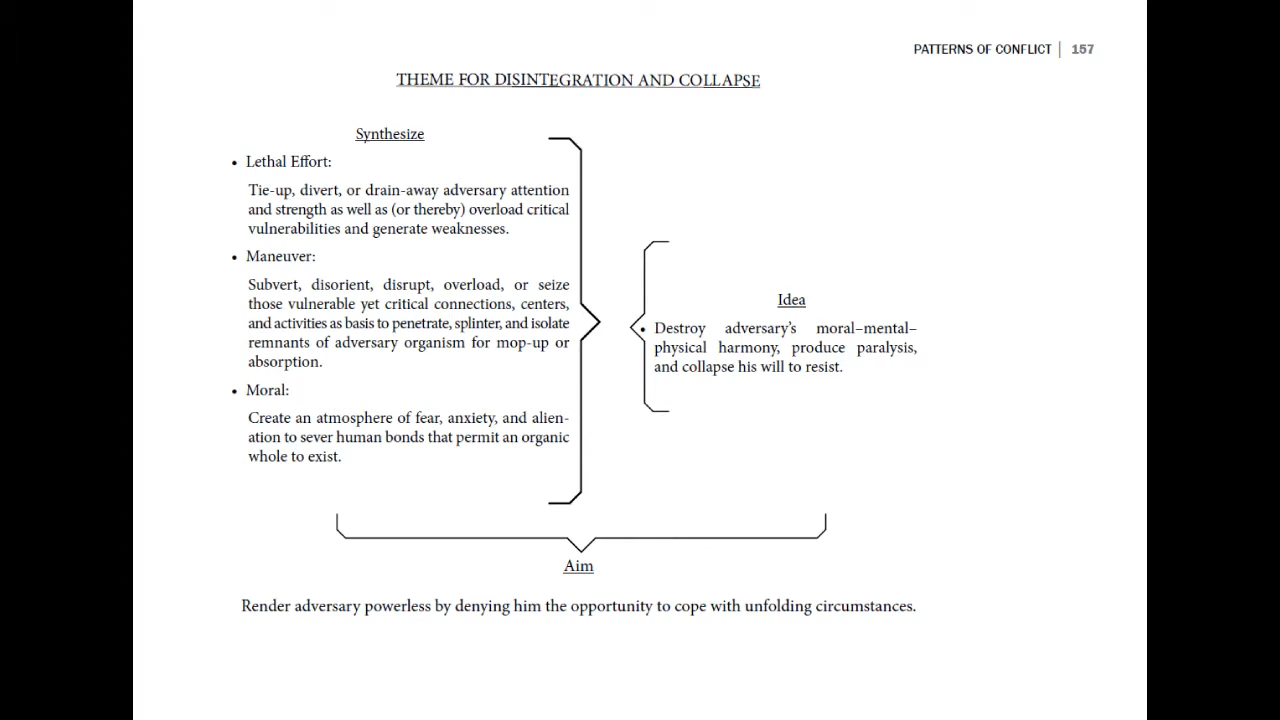 PATTERNS OF CONFLICT | 157
THEME FOR DISINTEGRATION AND COLLAPSE
Synthesize
• Lethal Effort:
Tie-up, divert, or drain-away adversary attention
and strength as well as (or thereby) overload critical
vulnerabilities and generate weaknesses.
• Maneuver:
Subvert, disorient, disrupt, overload, or seize
those vulnerable yet critical connections, centers,
and activities as basis to penetrate, splinter, and isolate
remnants of adversary organism for mop-up or
absorption.
• Moral:
Create an atmosphere of fear, anxiety, and alien-
ation to sever human bonds that permit an organic
whole to exist.
Idea
• Destroy adversary’s moral–mental–
physical harmony, produce paralysis,
and collapse his will to resist.
Aim
Render adversary powerless by denying him the opportunity to cope with unfolding circumstances.